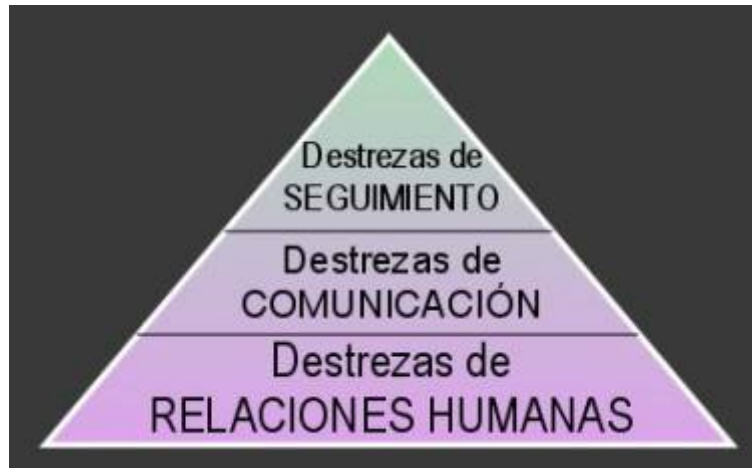 Destrezas de
SEGUIMIENTO
Destrezas de
COMUNICACIÓN
Destrezas de
RELACIONES HUMANAS